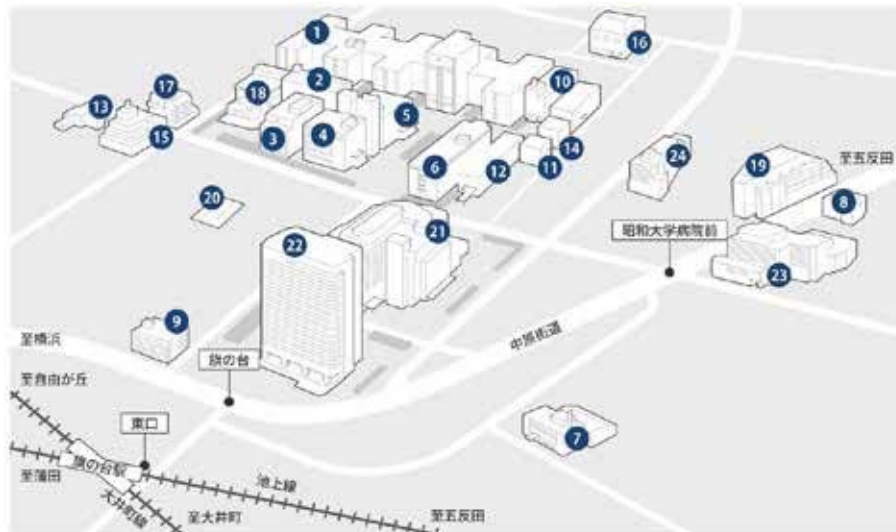 1
16
17
2
10
18
13
5
15
3
4
14
6
12
11
24
19
至五反田
20
8
21
昭和大学病院前
22
23
9
中原街道
至横浜
旗の台
至自由が丘
東口
7
旗の台駅
至蒲田
池上線
大井町線
至大井町
至五反田